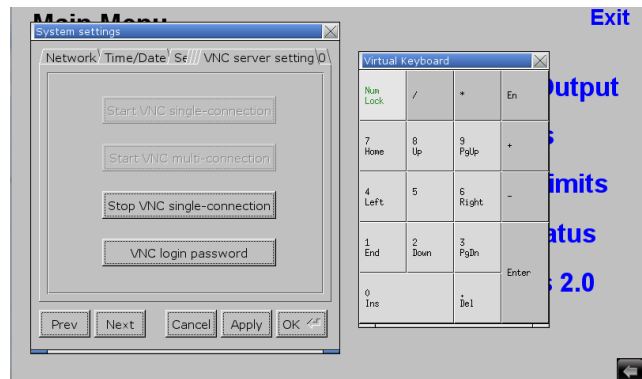 Main Menu
Exit
System settings
Network Time/Date Se VNC server setting 0
Start VNC single-connection
Start VNC multi-connection
Stop VNC single-connection
VNC login password
Prev Next Cancel Apply OK
Virtual Keyboard
Num Lock / * En
7 Home 8 Up 9 PgUp +
4 Left 5 6 Right -
1 End 2 Down 3 PgDn Enter
0 Ins . Del
Output
s
imits
atus
s 2.0